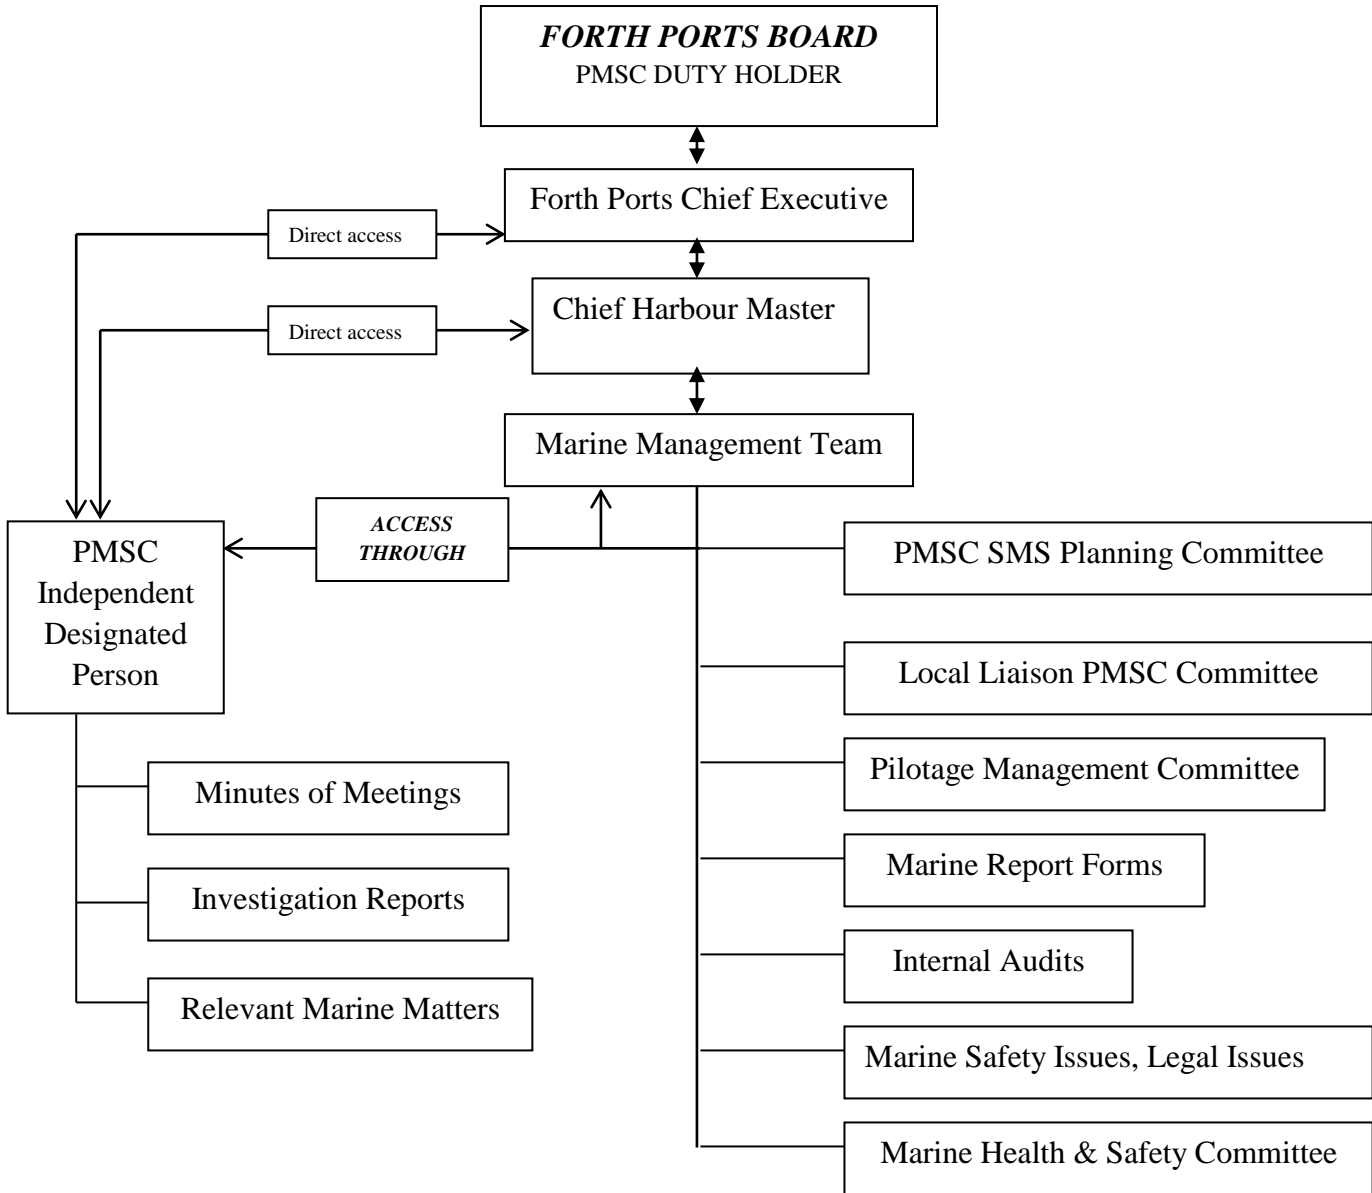 FORTH PORTS BOARD
PMSC DUTY HOLDER
Forth Ports Chief Executive
Direct access
Chief Harbour Master
Direct access
Marine Management Team
ACCESS
THROUGH
PMSC
Independent
Designated
Person
PMSC SMS Planning Committee
Local Liaison PMSC Committee
Pilotage Management Committee
Minutes of Meetings
Marine Report Forms
Investigation Reports
Internal Audits
Relevant Marine Matters
Marine Safety Issues, Legal Issues
Marine Health & Safety Committee